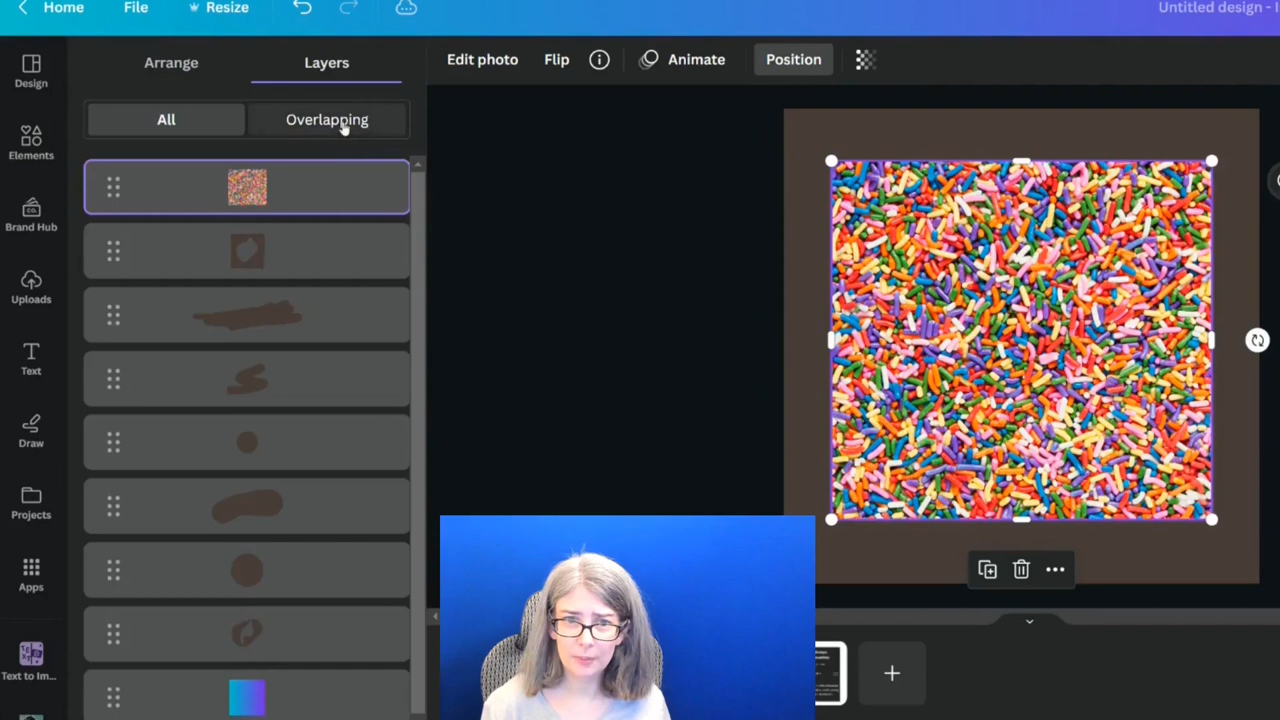 Home File Resize Untitled design - I
Design
Elements
Brand Hub
Uploads
Text
Draw
Projects
Apps
Text to Im...
Arrange Layers
All Overlapping
Edit photo Flip Animate Position